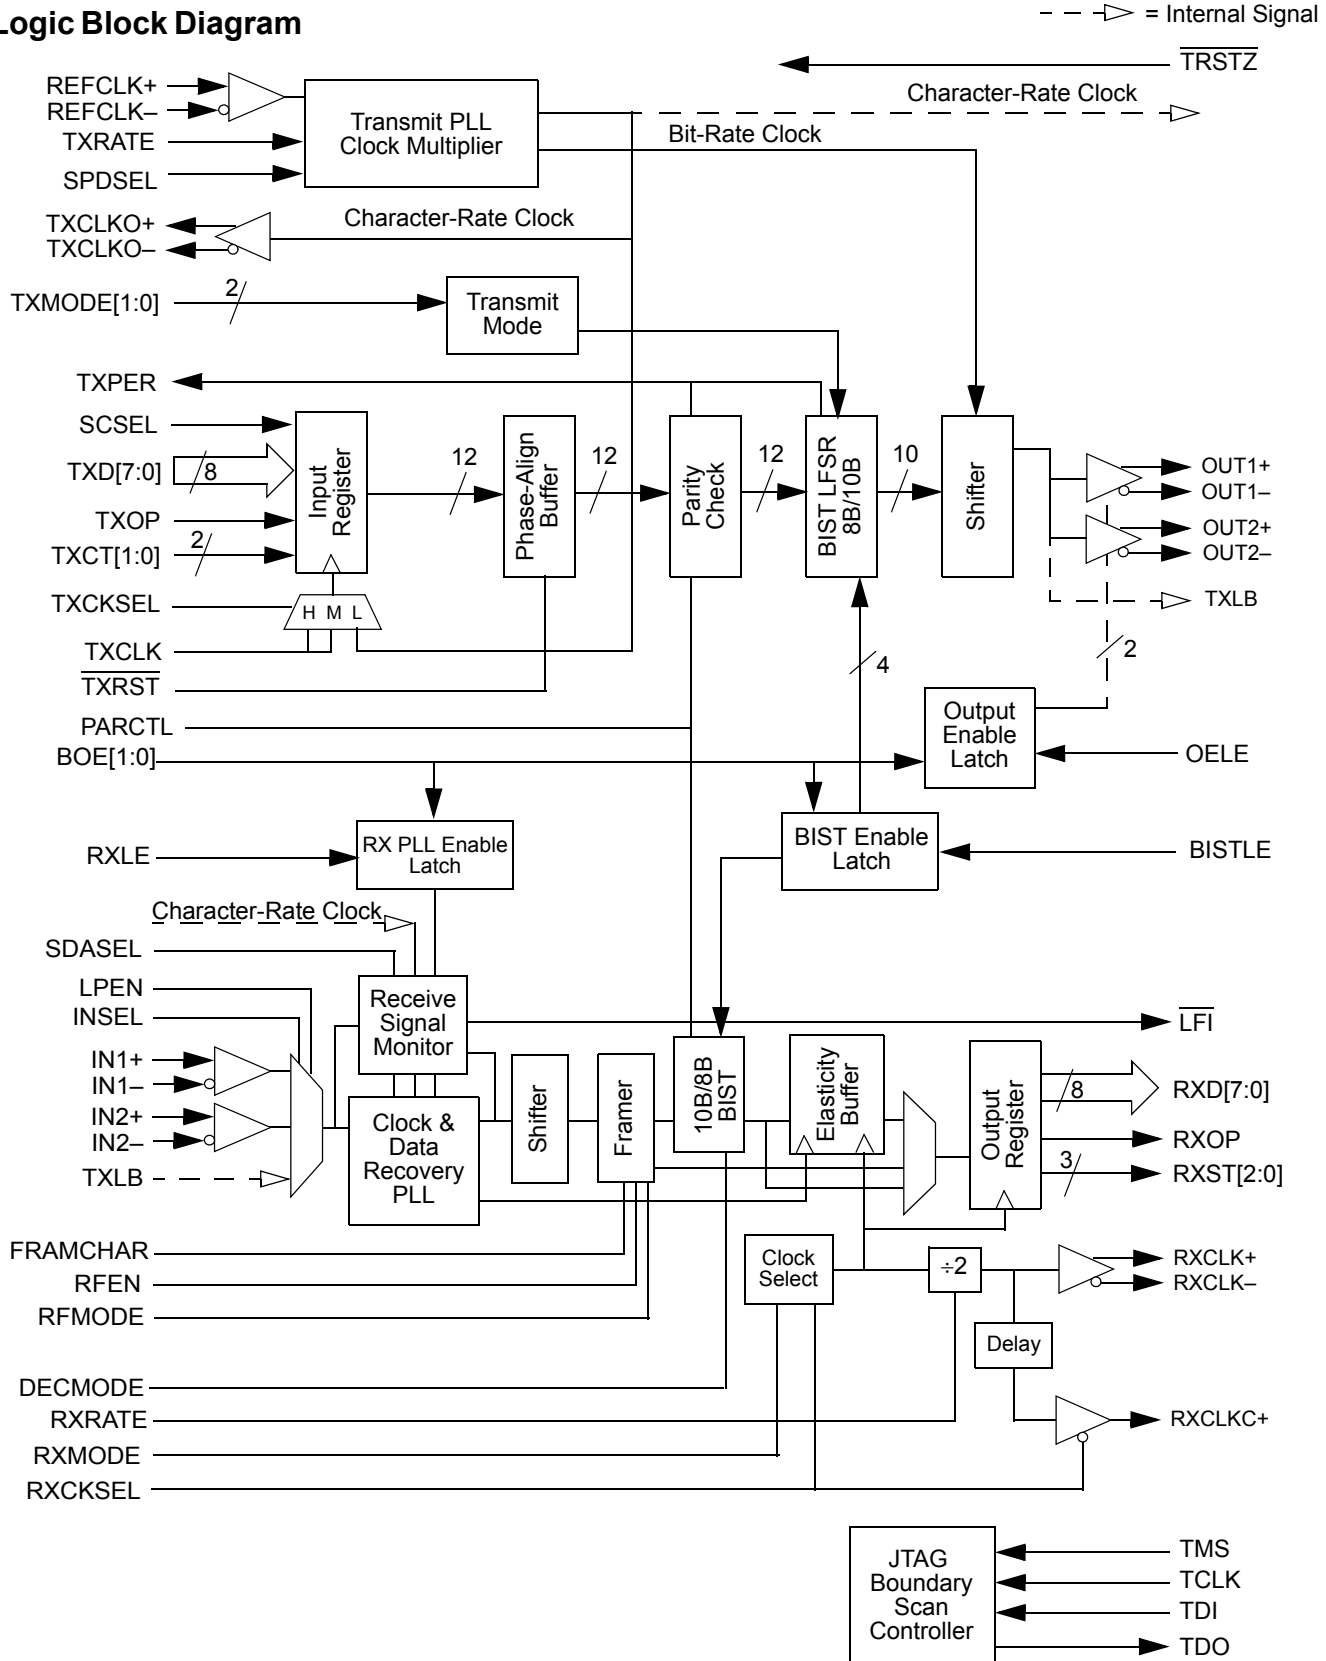 Logic Block Diagram
= Internal Signal
TRSTZ
REFCLK+
REFCLK–
TXRATE
SPDSEL
Transmit PLL
Clock Multiplier
Character-Rate Clock
Bit-Rate Clock
TXCLKO+
TXCLKO–
Character-Rate Clock
TXMODE[1:0]
2
Transmit
Mode
TXPER
SCSEL
TXD[7:0]
8
TXOP
TXCT[1:0]
2
Input
Register
12
Phase-Align
Buffer
12
Parity
Check
12
BIST LFSR
8B/10B
10
Shifter
OUT1+
OUT1–
OUT2+
OUT2–
TXLB
TXCKSEL
H M L
TXCLK
TXRST
4
2
PARCTL
BOE[1:0]
Output
Enable
Latch
OELE
RXLE
RX PLL Enable
Latch
BIST Enable
Latch
BISTLE
Character-Rate Clock
SDASEL
LPEN
INSEL
Receive
Signal
Monitor
LFI
IN1+
IN1–
IN2+
IN2–
TXLB
Clock &
Data
Recovery
PLL
Shifter
Framer
10B/8B
BIST
Elasticity
Buffer
Output
Register
8
RXD[7:0]
RXOP
3
RXST[2:0]
FRAMCHAR
RFEN
RFMODE
Clock
Select
÷2
RXCLK+
RXCLK–
Delay
DECMODE
RXRATE
RXMODE
RXCKSEL
RXCLKC+
JTAG
Boundary
Scan
Controller
TMS
TCLK
TDI
TDO